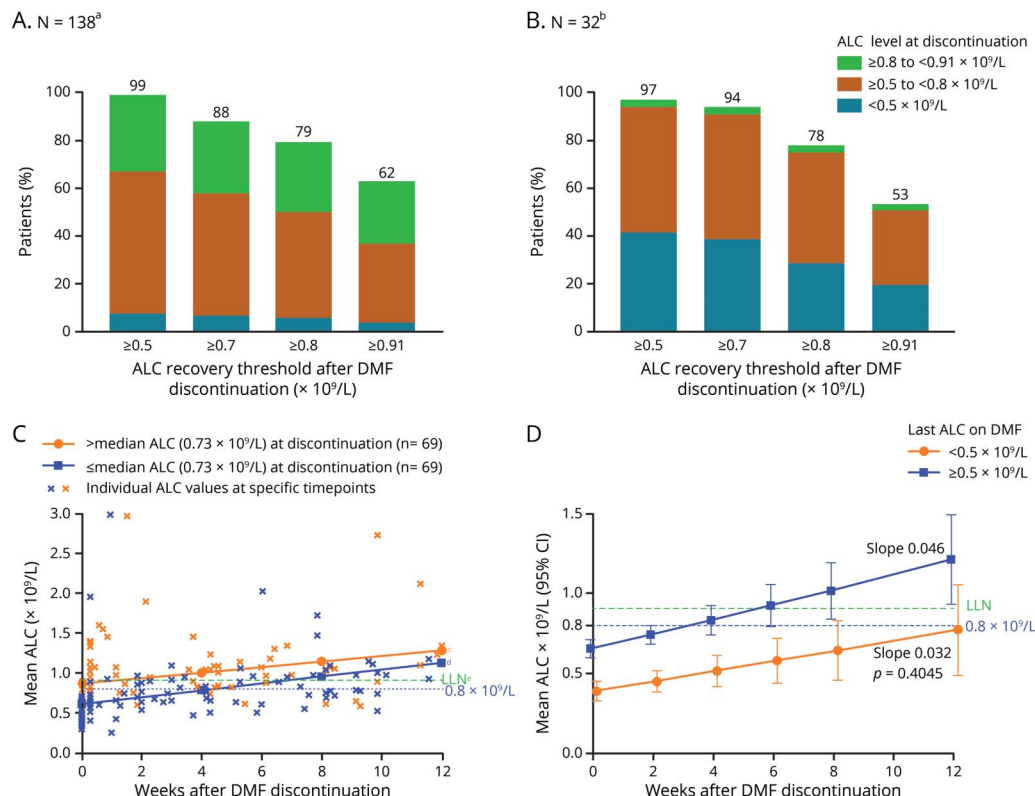 A. N = 138ᵃ
99
88
79
62
100
80
60
40
20
0
Patients (%)
≥0.5 ≥0.7 ≥0.8 ≥0.91
ALC recovery threshold after DMF
discontinuation (× 10⁹/L)
B. N = 32ᵇ
ALC level at discontinuation
≥0.8 to <0.91 × 10⁹/L
≥0.5 to <0.8 × 10⁹/L
<0.5 × 10⁹/L
97
94
78
53
100
80
60
40
20
0
Patients (%)
≥0.5 ≥0.7 ≥0.8 ≥0.91
ALC recovery threshold after DMF
discontinuation (× 10⁹/L)
C
>median ALC (0.73 × 10⁹/L) at discontinuation (n= 69)
≤median ALC (0.73 × 10⁹/L) at discontinuation (n= 69)
Individual ALC values at specific timepoints
3.0
2.5
2.0
1.5
1.0
0.5
0.0
Mean ALC (× 10⁹/L)
c
d
LLNᵉ
0.8 × 10⁹/L
0 2 4 6 8 10 12
Weeks after DMF discontinuation
D
Last ALC on DMF
<0.5 × 10⁹/L
≥0.5 × 10⁹/L
1.5
1.0
0.8
0.5
0.0
Mean ALC × 10⁹/L (95% CI)
Slope 0.046
LLN
0.8 × 10⁹/L
Slope 0.032
p = 0.4045
0 2 4 6 8 10 12
Weeks after DMF discontinuation